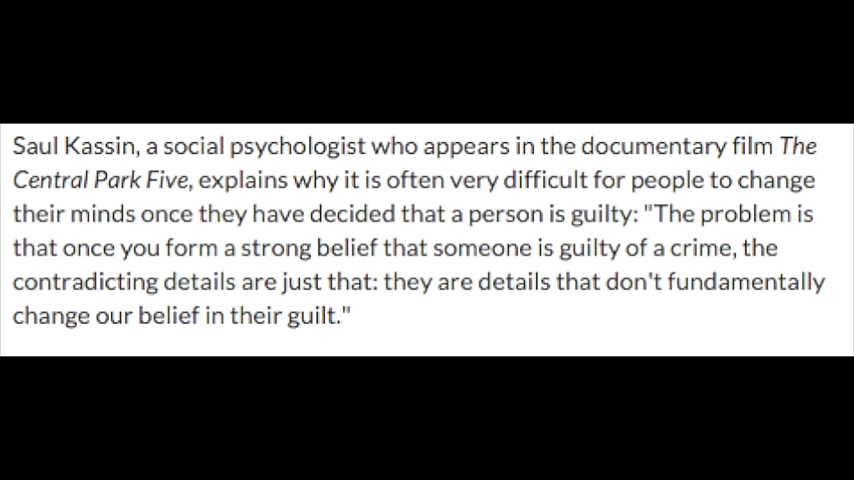 Saul Kassin, a social psychologist who appears in the documentary film The
Central Park Five, explains why it is often very difficult for people to change
their minds once they have decided that a person is guilty: "The problem is
that once you form a strong belief that someone is guilty of a crime, the
contradicting details are just that: they are details that don't fundamentally
change our belief in their guilt."